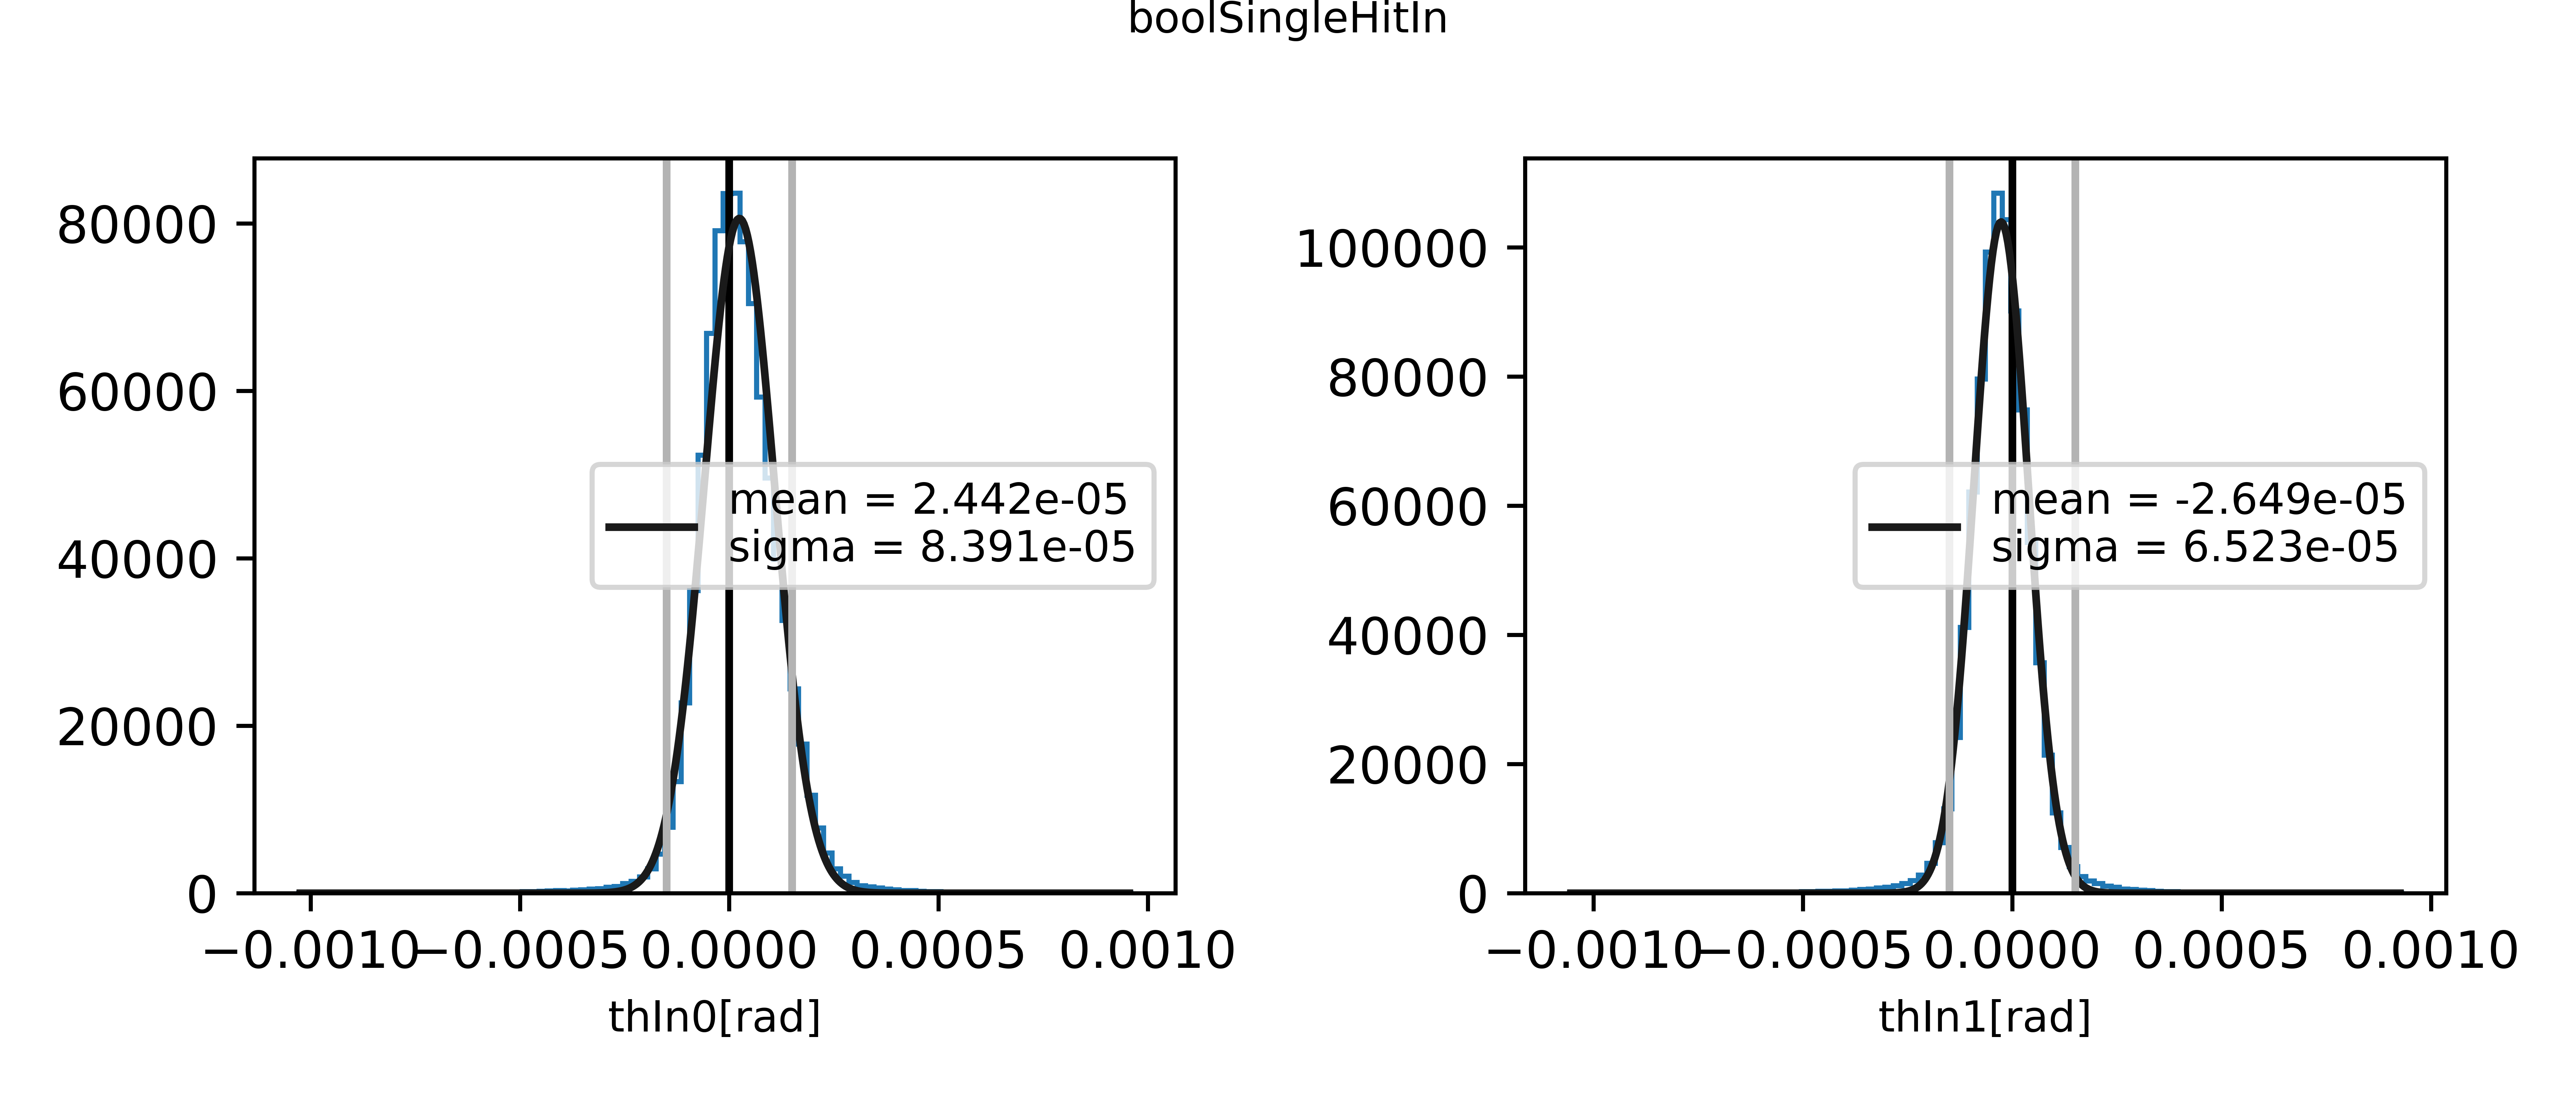 boolSingleHitIn
80000
60000
40000
20000
0
mean = 2.442e-05
sigma = 8.391e-05
−0.0010 −0.0005 0.0000 0.0005 0.0010
thIn0[rad]
100000
80000
60000
40000
20000
0
mean = -2.649e-05
sigma = 6.523e-05
−0.0010 −0.0005 0.0000 0.0005 0.0010
thIn1[rad]